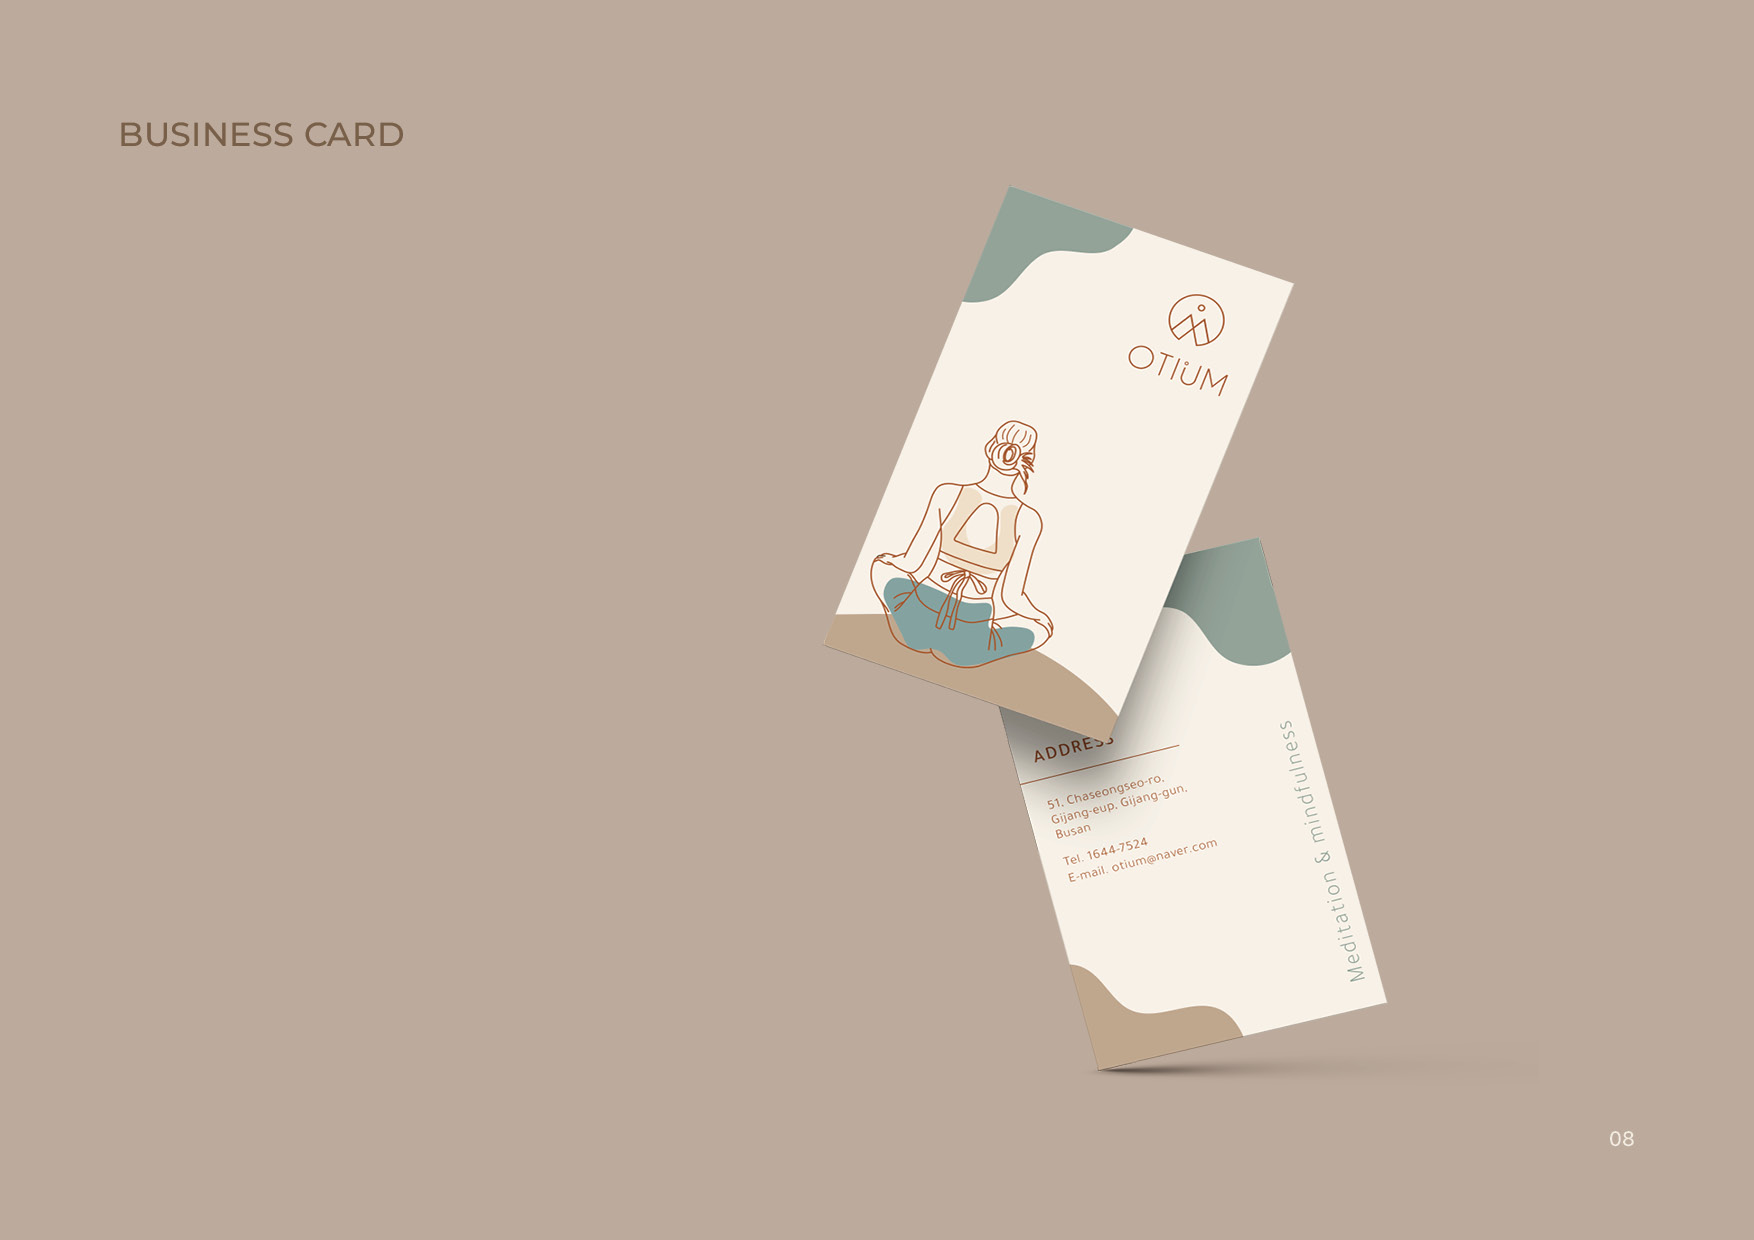 BUSINESS CARD
OTIUM
ADDRESS
51, Chaseongseo-ro,
Gijang-eup, Gijang-gun,
Busan
Tel. 1644-7524
E-mail. otium@naver.com
Meditation & mindfulness
08